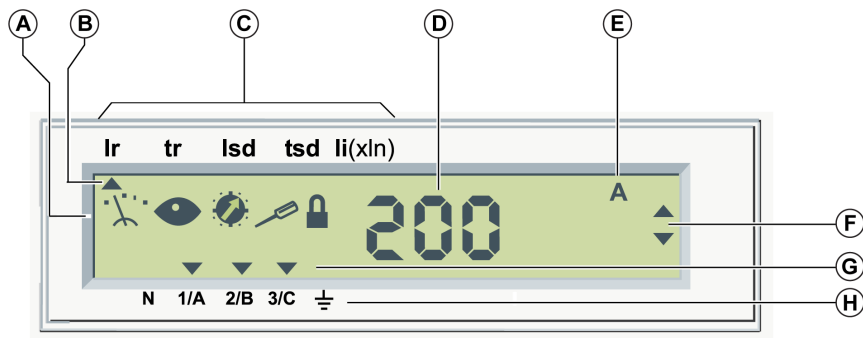 A B C D E
Ir tr Isd tsd Ii(xIn)
A
200
F
G
N 1/A 2/B 3/C
H